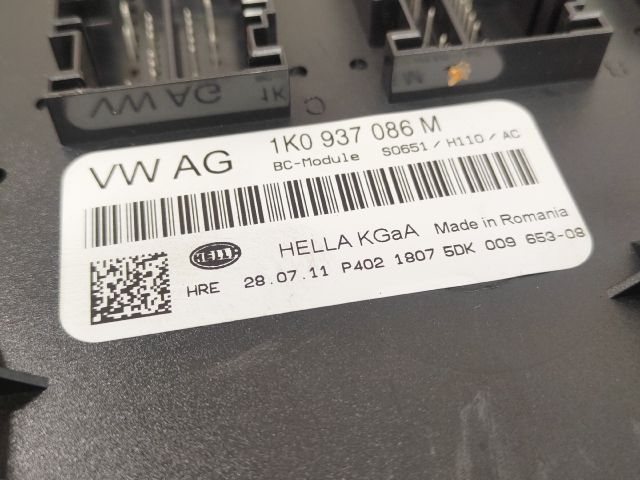 VW AG 1K0 937 086 M
BC-Module S0651 / H110 / AC
HELLA HELLA KGaA Made in Romania
HRE 28.07.11 P402 1807 5DK 009 653-08
VW AG 1K
M